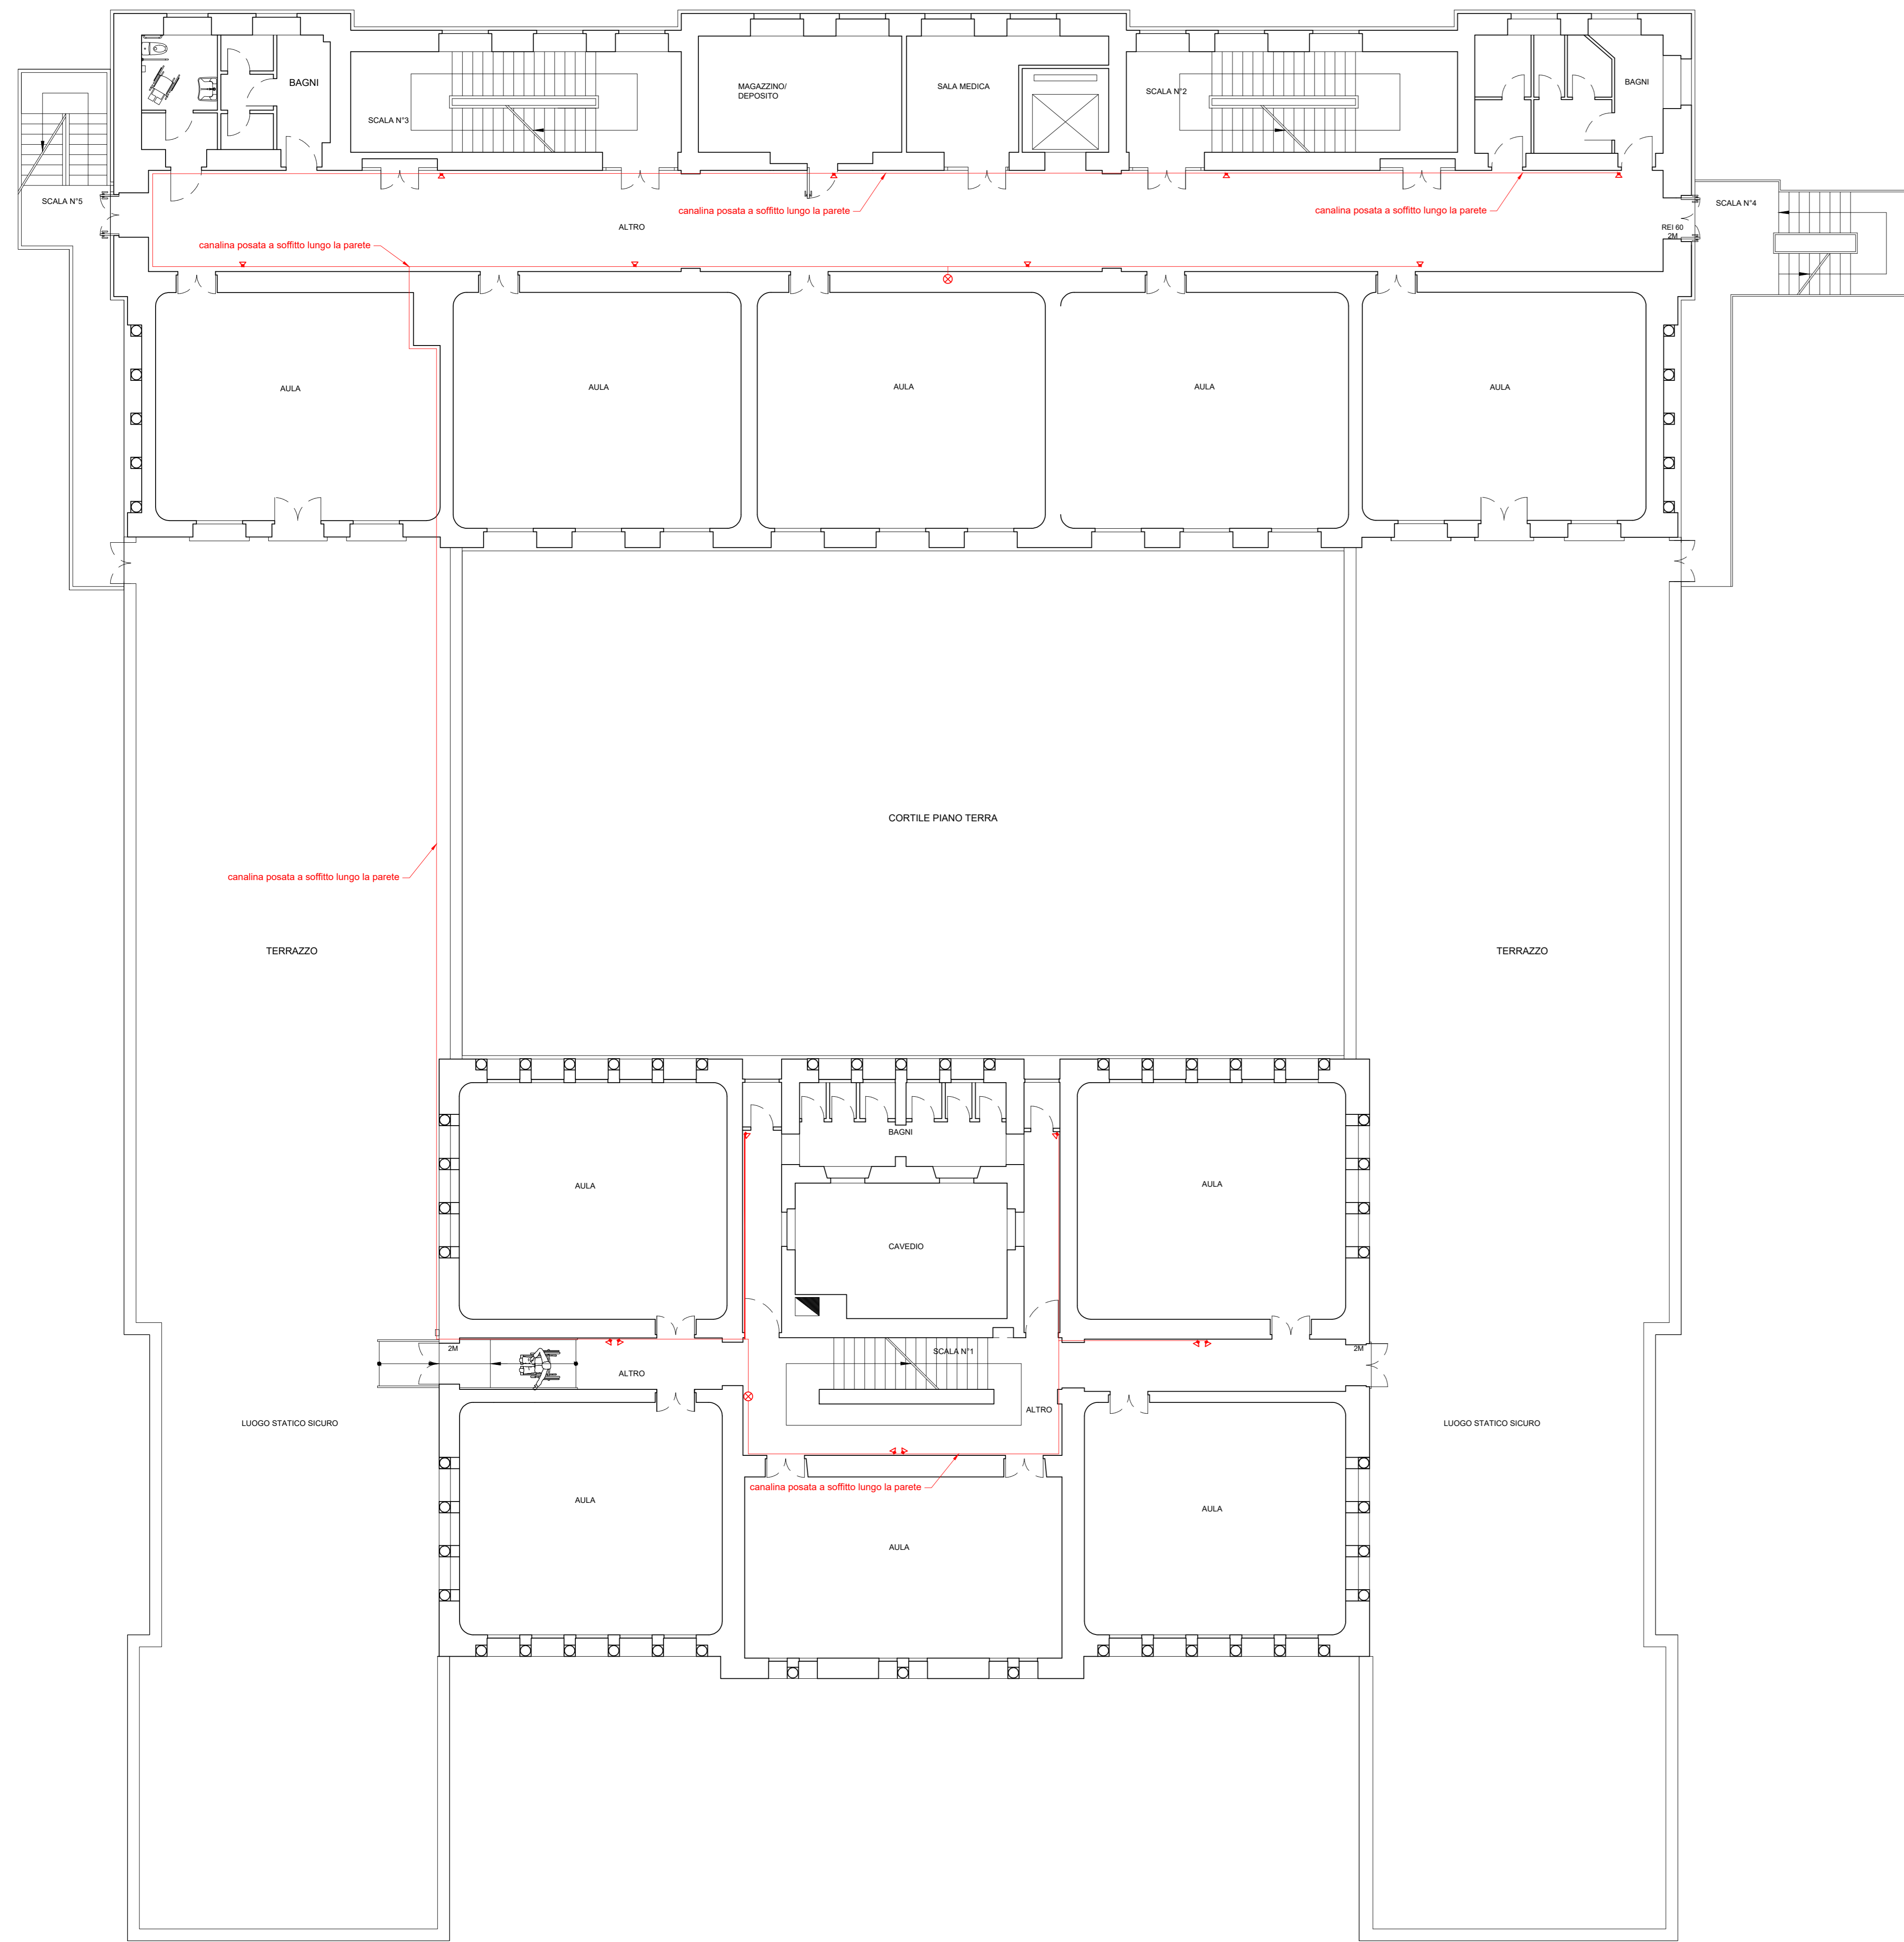 BAGNI
MAGAZZINO/
DEPOSITO
SALA MEDICA
SCALA N°2
BAGNI
SCALA N°3
SCALA N°5
SCALA N°4
canalina posata a soffitto lungo la parete
canalina posata a soffitto lungo la parete
ALTRO
REI 60
2M
canalina posata a soffitto lungo la parete
AULA
AULA
AULA
AULA
AULA
CORTILE PIANO TERRA
canalina posata a soffitto lungo la parete
TERRAZZO
TERRAZZO
BAGNI
AULA
AULA
CAVEDIO
2M
SCALA N°1
2M
ALTRO
ALTRO
LUOGO STATICO SICURO
LUOGO STATICO SICURO
canalina posata a soffitto lungo la parete
AULA
AULA
AULA